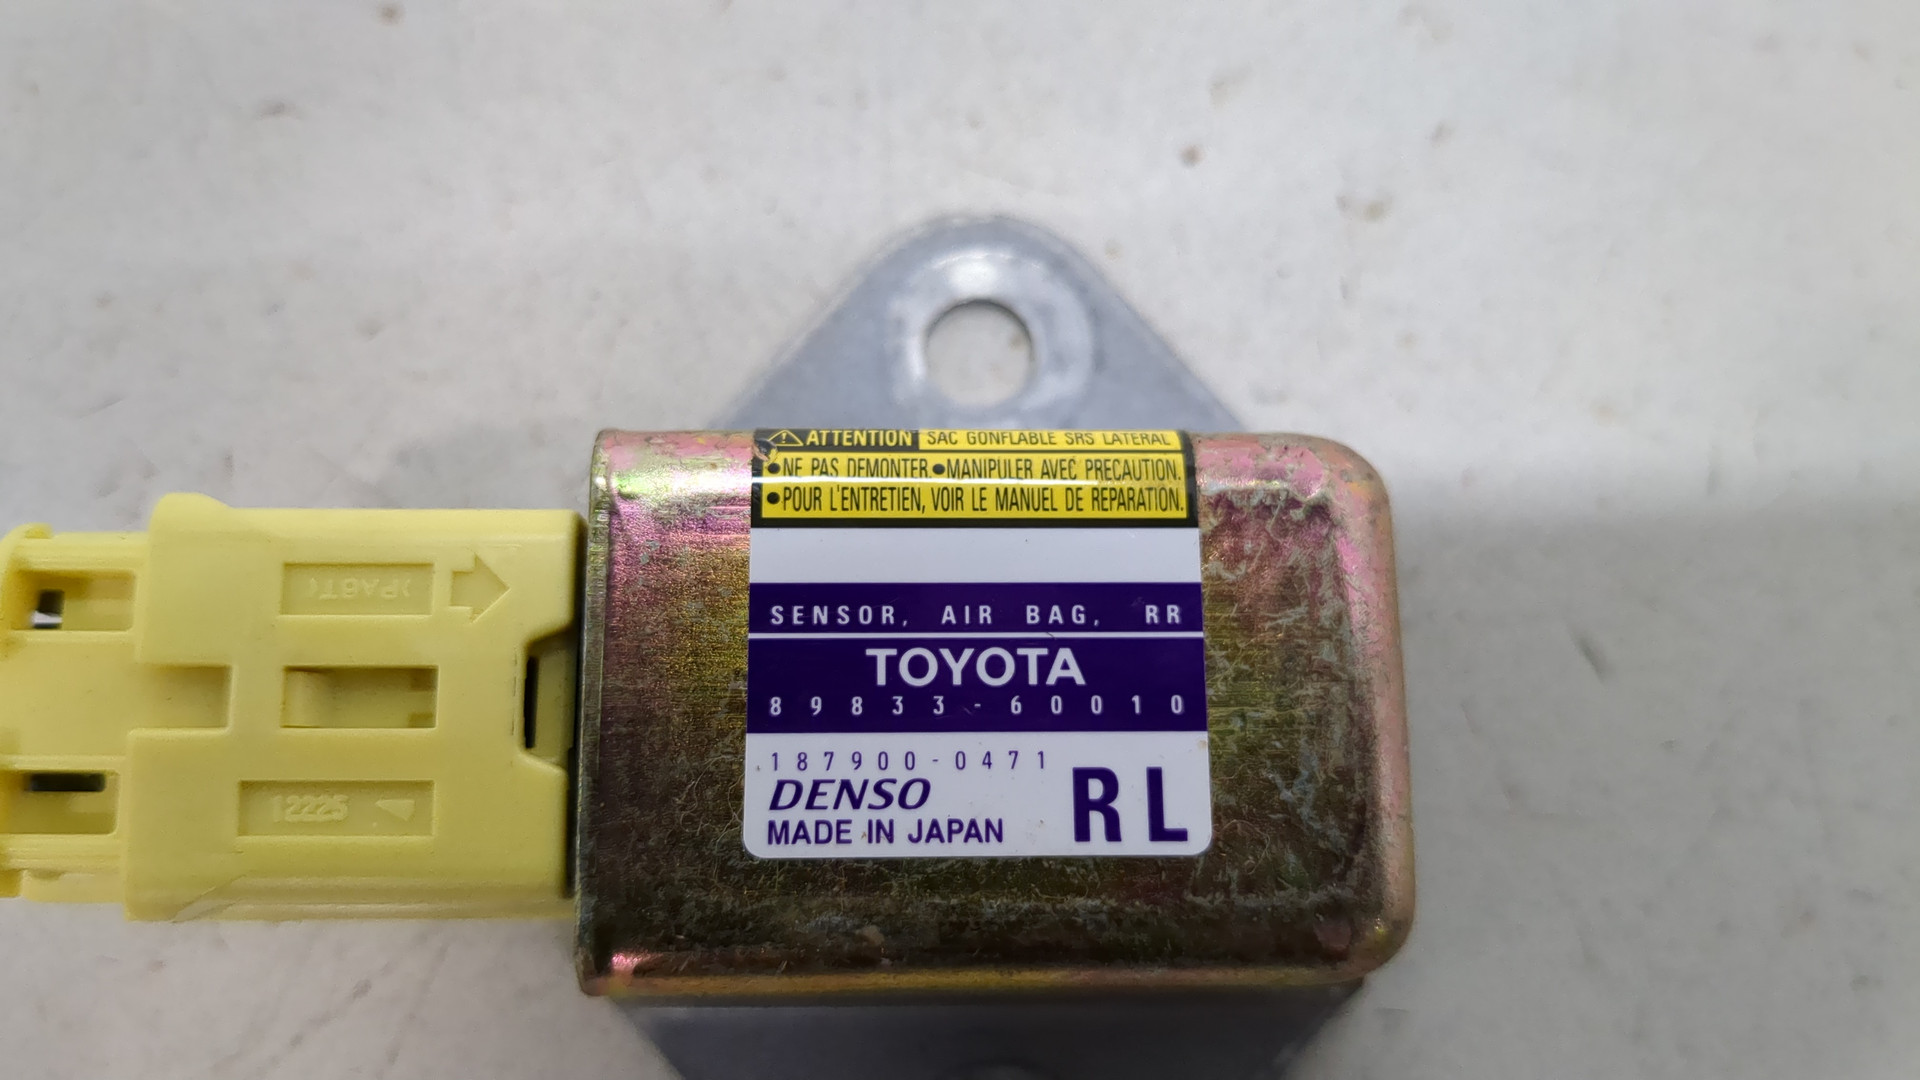 ATTENTION SAC GONFLABLE SRS LATERAL
•NE PAS DEMONTER •MANIPULER AVEC PRECAUTION.
•POUR L'ENTRETIEN, VOIR LE MANUEL DE REPARATION.
SENSOR, AIR BAG, RR
TOYOTA
89833-60010
187900-0471
DENSO
MADE IN JAPAN
RL
>PA6T<
12225